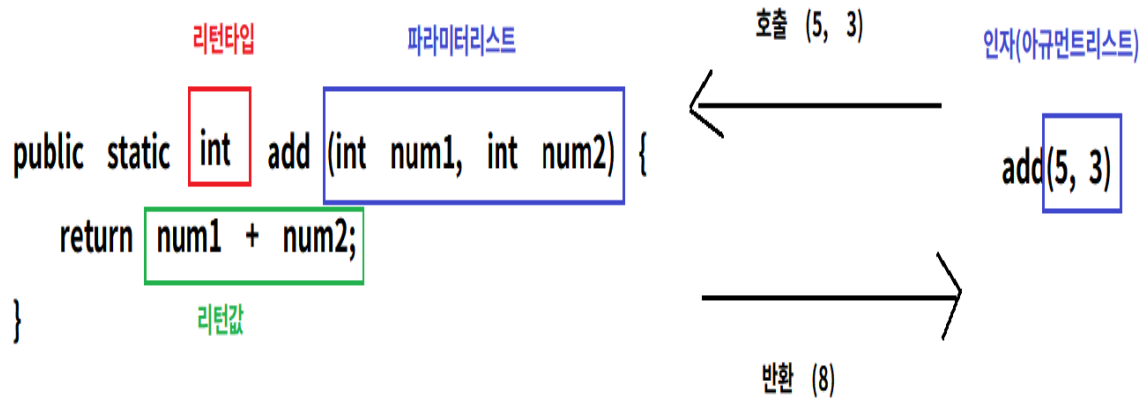 리턴타입 파라미터리스트 호출 (5, 3) 인자(아규먼트리스트)
public static int add (int num1, int num2) { add(5, 3)
return num1 + num2;
} 리턴값
반환 (8)